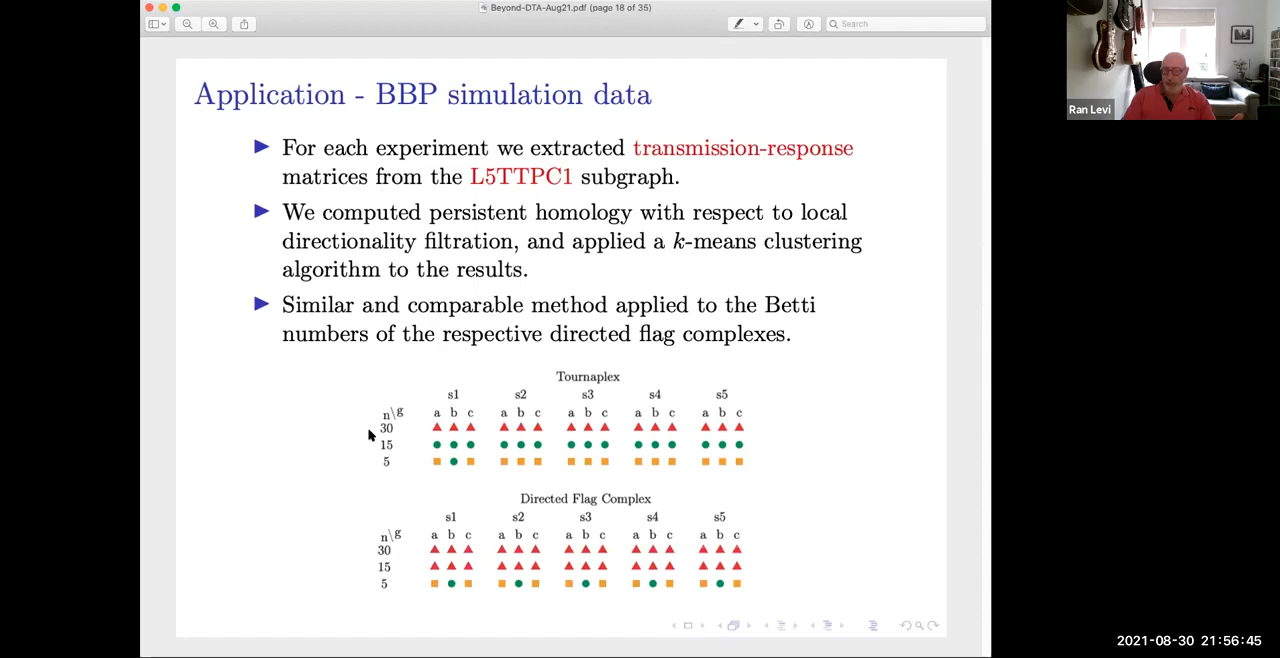 Beyond-DTA-Aug21.pdf (page 18 of 35)
Search
Application - BBP simulation data
For each experiment we extracted transmission-response
matrices from the L5TTPC1 subgraph.
We computed persistent homology with respect to local
directionality filtration, and applied a k-means clustering
algorithm to the results.
Similar and comparable method applied to the Betti
numbers of the respective directed flag complexes.
Tournaplex
s1 s2 s3 s4 s5
n\g a b c a b c a b c a b c a b c
30
15
5
Directed Flag Complex
s1 s2 s3 s4 s5
n\g a b c a b c a b c a b c a b c
30
15
5
Ran Levi
2021-08-30 21:56:45